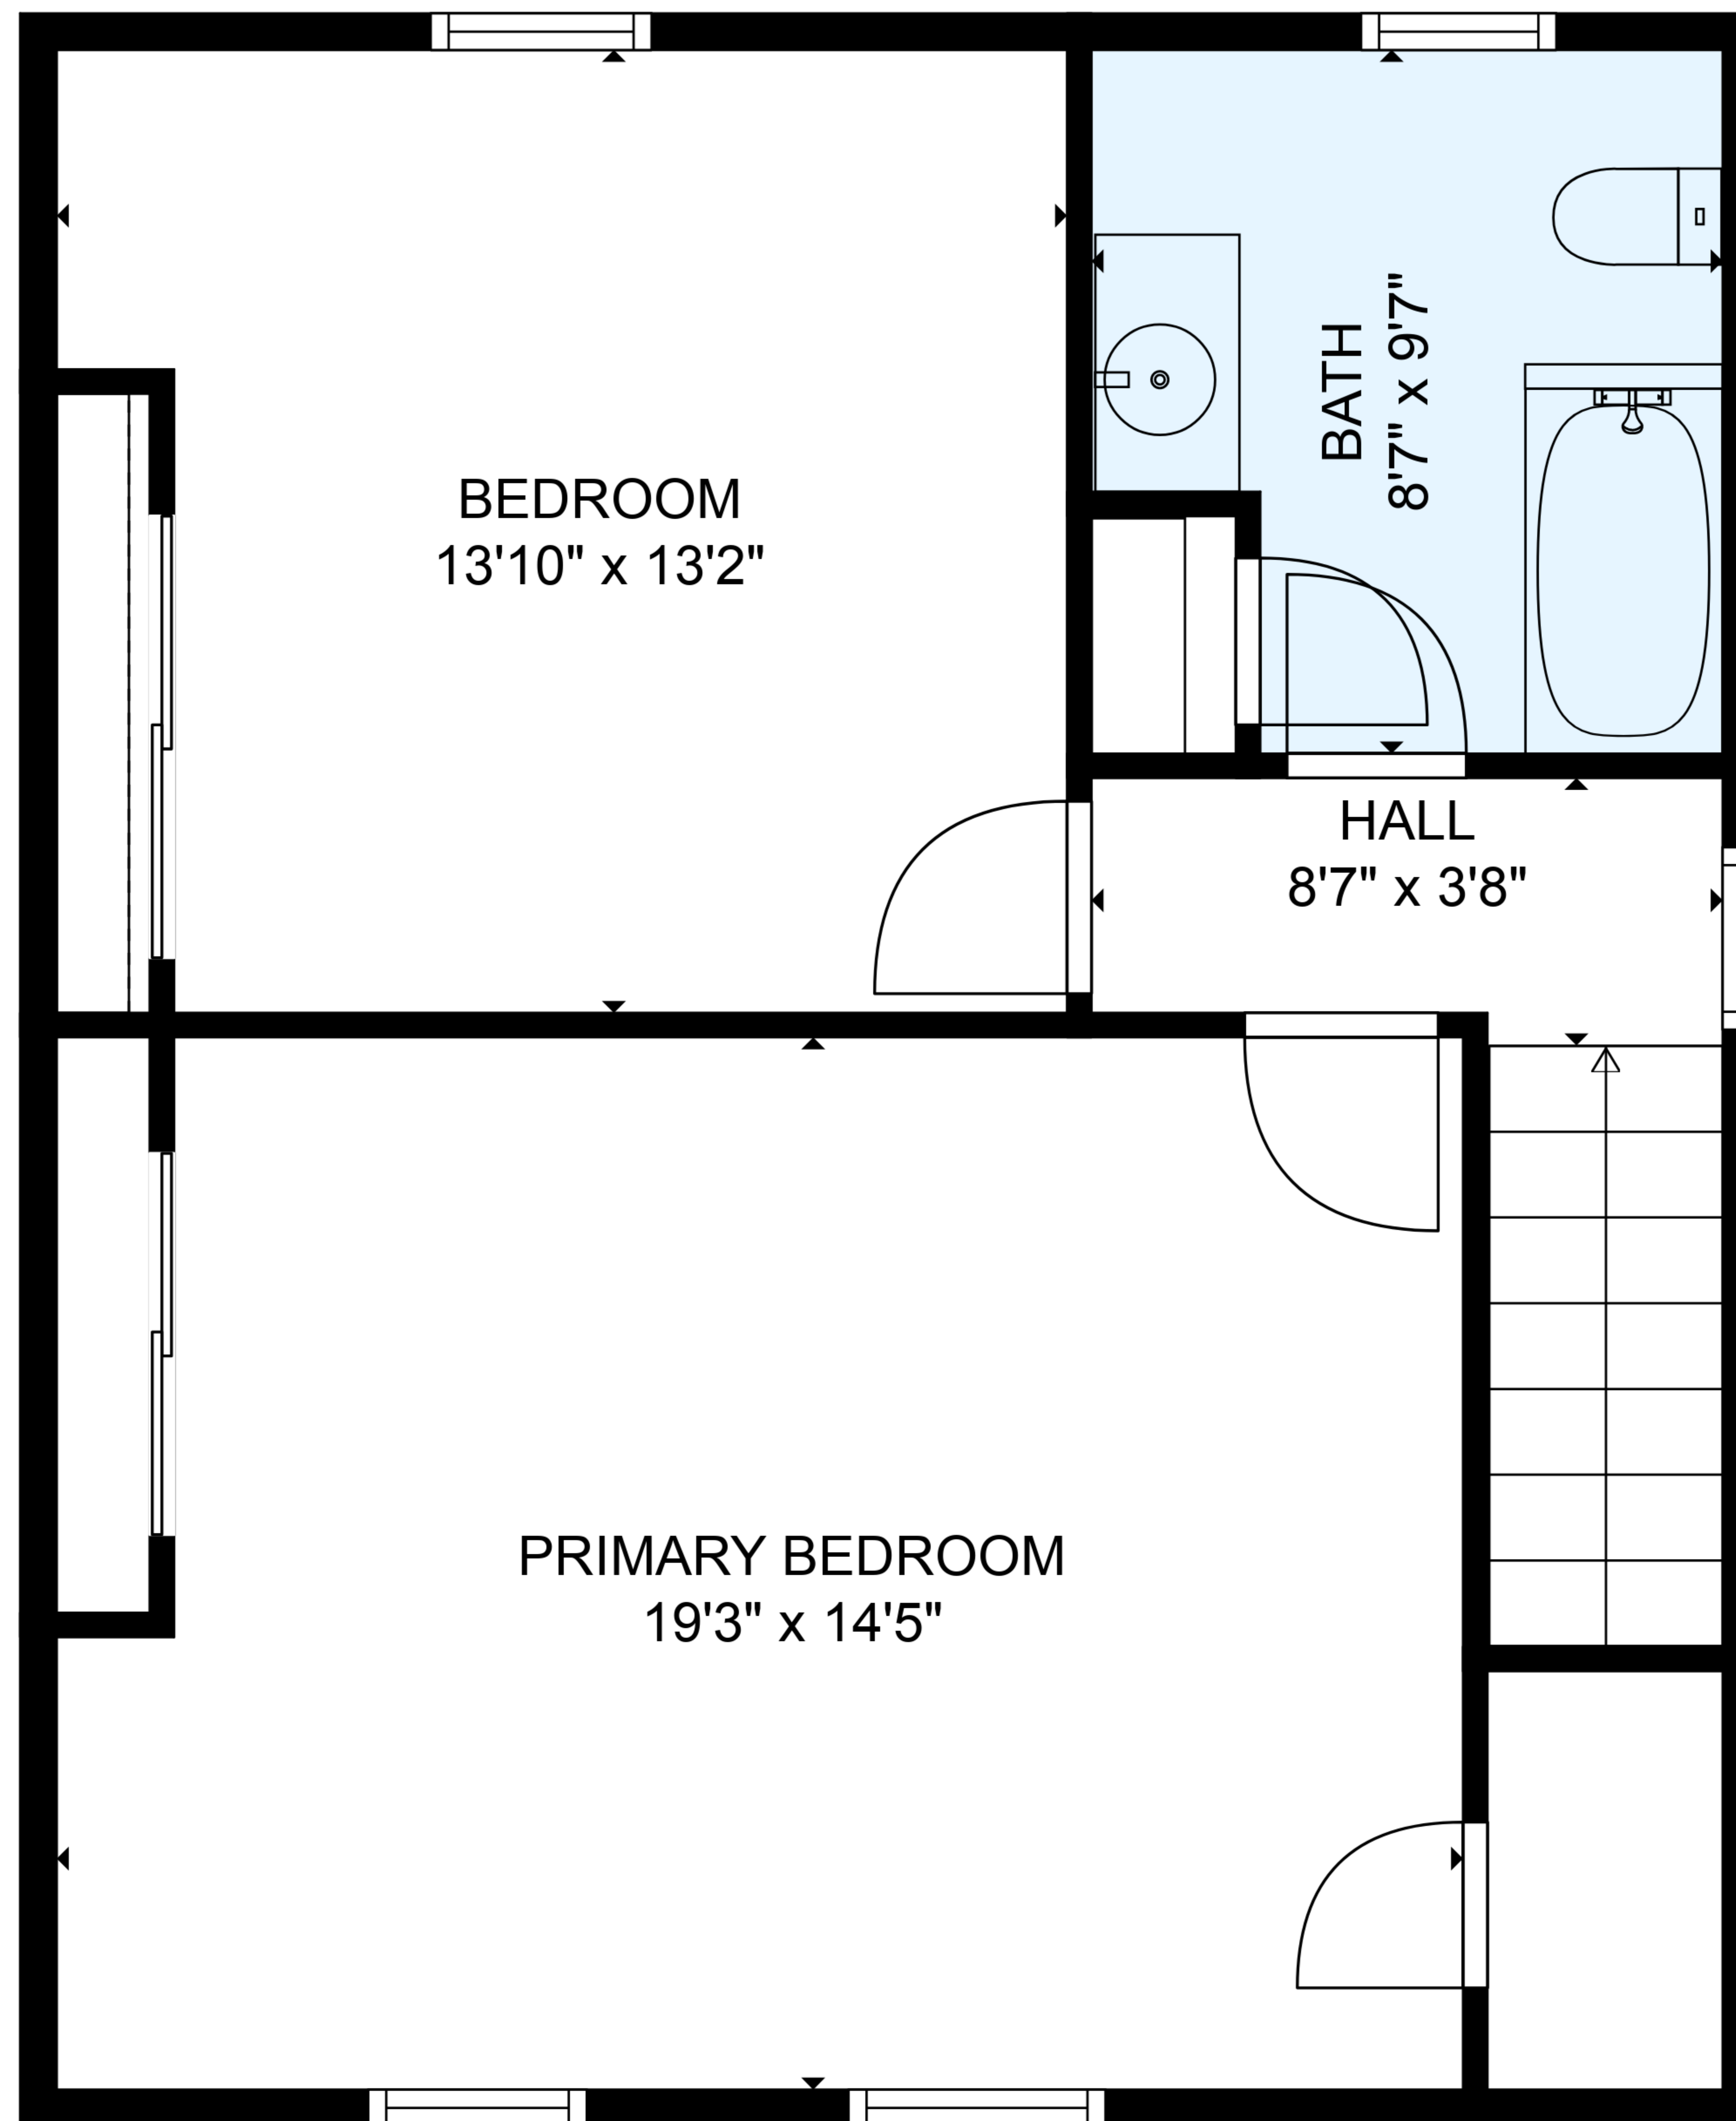 BEDROOM
13'10" x 13'2"
BATH
8'7" x 9'7"
HALL
8'7" x 3'8"
PRIMARY BEDROOM
19'3" x 14'5"